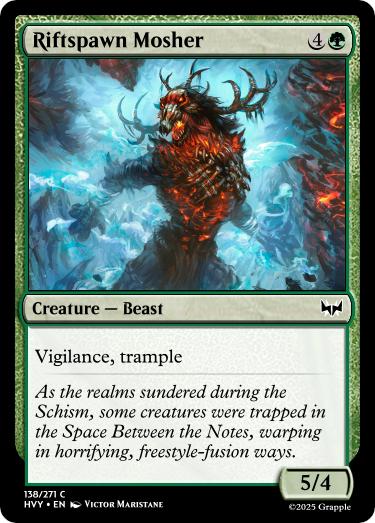 Riftspawn Mosher 4
Creature — Beast
Vigilance, trample
As the realms sundered during the
Schism, some creatures were trapped in
the Space Between the Notes, warping
in horrifying, freestyle-fusion ways.
5/4
138/271 C
HVY • EN Victor Maristane
©2025 Grapple